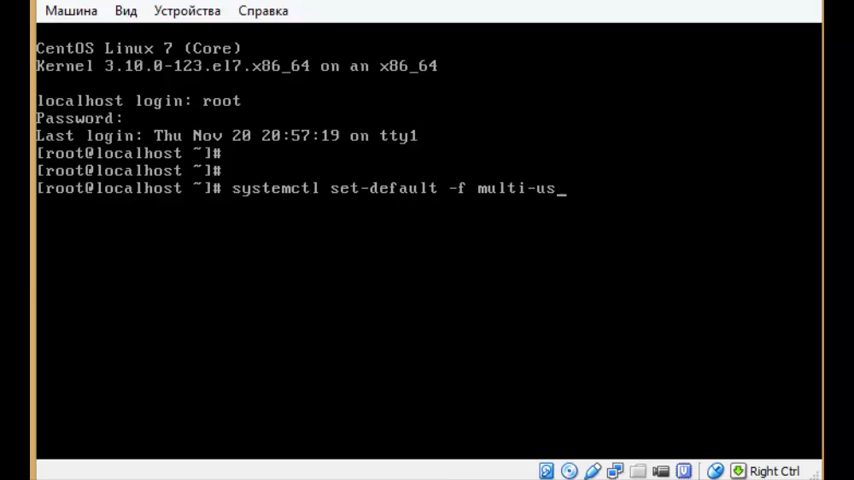 Машина Вид Устройства Справка
CentOS Linux 7 (Core)
Kernel 3.10.0-123.el7.x86_64 on an x86_64
localhost login: root
Password:
Last login: Thu Nov 20 20:57:19 on tty1
[root@localhost ~]#
[root@localhost ~]#
[root@localhost ~]# systemctl set-default -f multi-us_
Right Ctrl